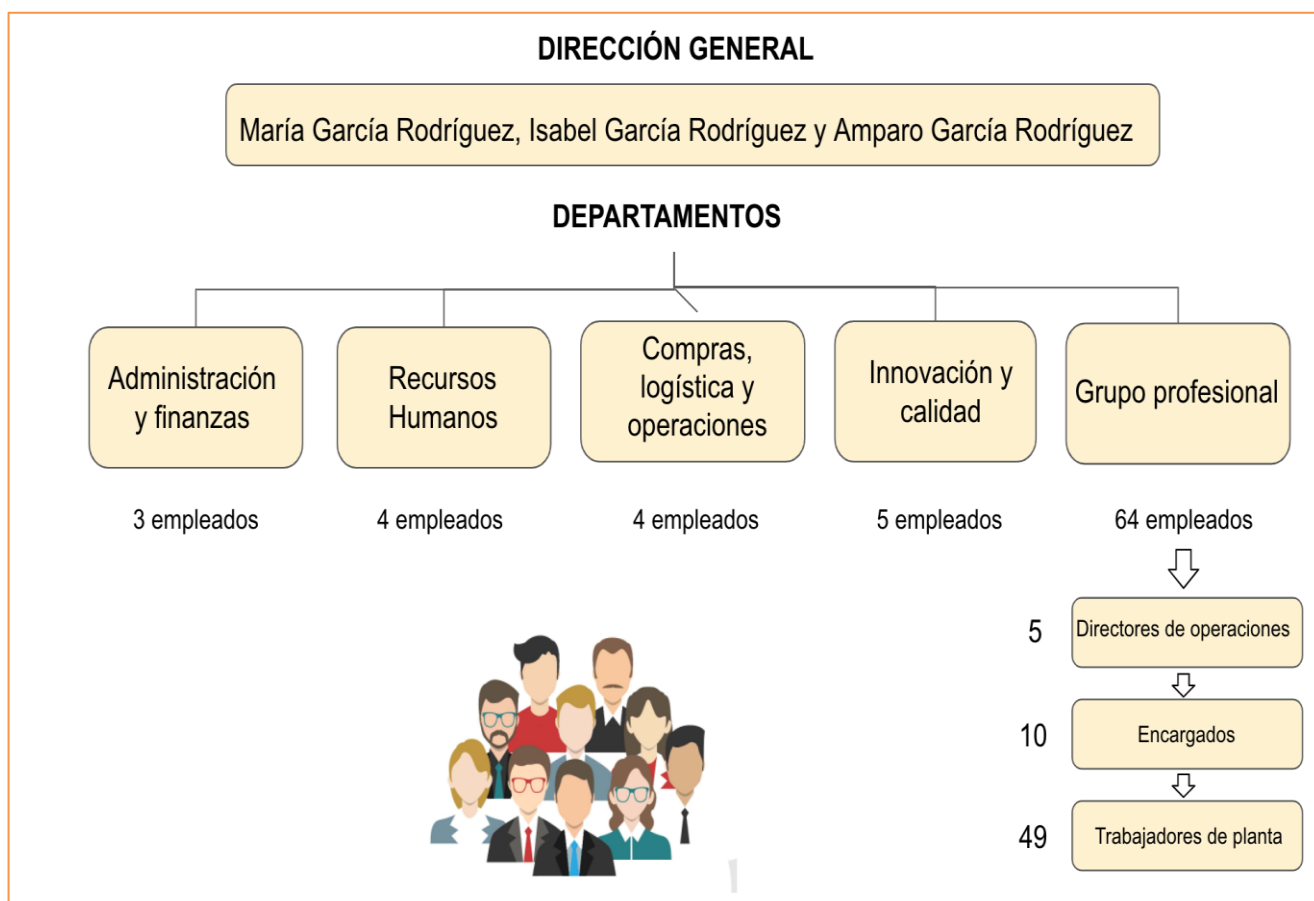 DIRECCIÓN GENERAL
María García Rodríguez, Isabel García Rodríguez y Amparo García Rodríguez
DEPARTAMENTOS
Administración
y finanzas
Recursos
Humanos
Compras,
logística y
operaciones
Innovación y
calidad
Grupo profesional
3 empleados
4 empleados
4 empleados
5 empleados
64 empleados
5
Directores de operaciones
10
Encargados
49
Trabajadores de planta